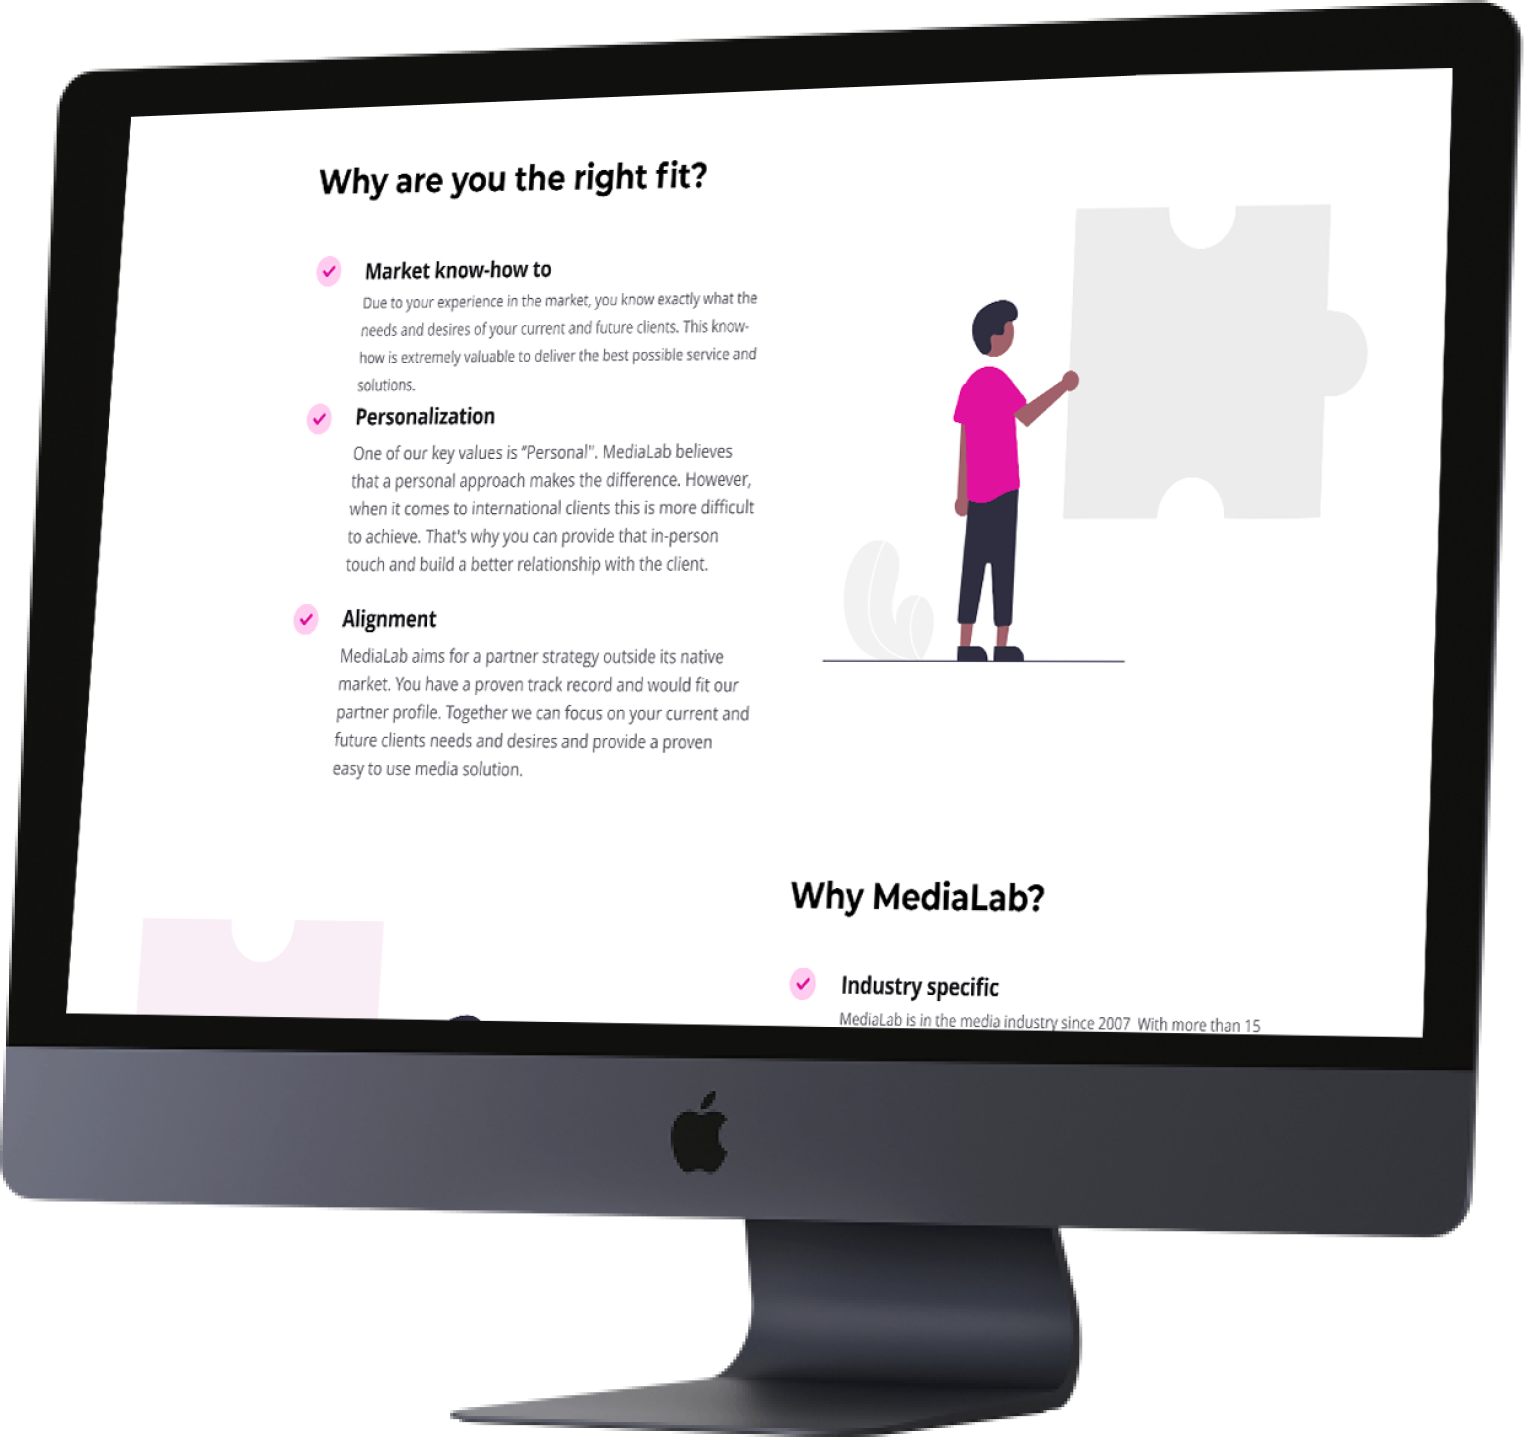 Why are you the right fit?
Market know-how to
Due to your experience in the market, you know exactly what the
needs and desires of your current and future clients. This know-
how is extremely valuable to deliver the best possible service and
solutions.
Personalization
One of our key values is "Personal". MediaLab believes
that a personal approach makes the difference. However,
when it comes to international clients this is more difficult
to achieve. That's why you can provide that in-person
touch and build a better relationship with the client.
Alignment
MediaLab aims for a partner strategy outside its native
market. You have a proven track record and would fit our
partner profile. Together we can focus on your current and
future clients needs and desires and provide a proven
easy to use media solution.
Why MediaLab?
Industry specific
MediaLab is in the media industry since 2007 With more than 15